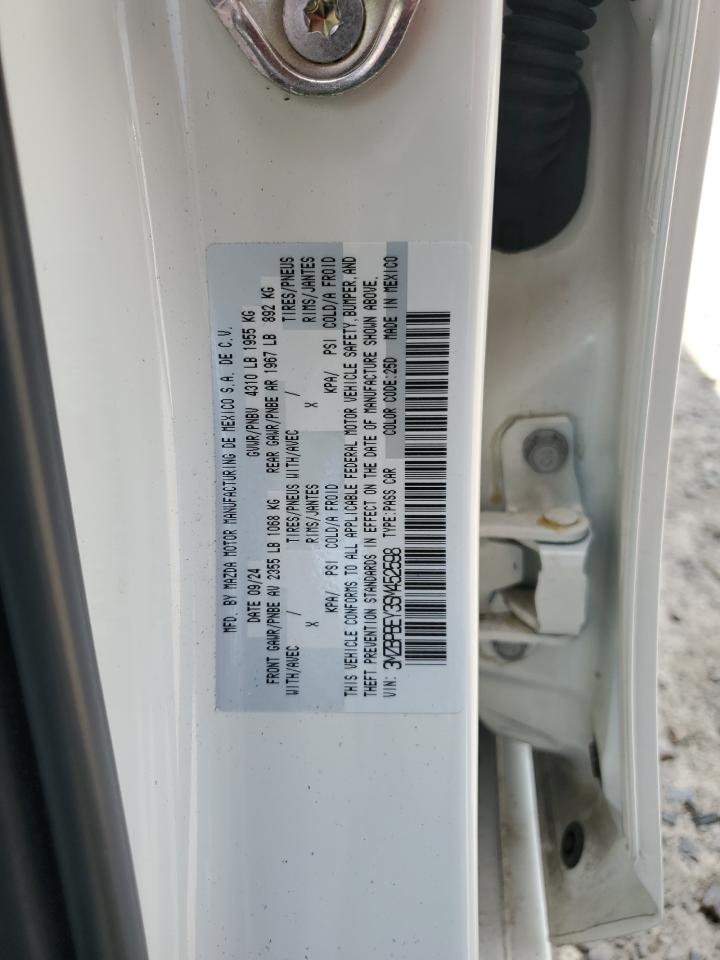 MFD. BY MAZDA MOTOR MANUFACTURING DE MEXICO S.A. DE C.V.
DATE 09/24 GVWR/PNBV 4310 LB 1955 KG
FRONT GAWR/PNBE AV 2355 LB 1068 KG REAR GAWR/PNBE AR 1967 LB 892 KG
WITH/AVEC / TIRES/PNEUS WITH/AVEC / TIRES/PNEUS
X RIMS/JANTES X RIMS/JANTES
KPA/ PSI COLD/A FROID KPA/ PSI COLD/A FROID
THIS VEHICLE CONFORMS TO ALL APPLICABLE FEDERAL MOTOR VEHICLE SAFETY, BUMPER, AND
THEFT PREVENTION STANDARDS IN EFFECT ON THE DATE OF MANUFACTURE SHOWN ABOVE.
VIN: 3MZBPBEY3SM452598 TYPE:PASS CAR COLOR CODE:25D MADE IN MEXICO